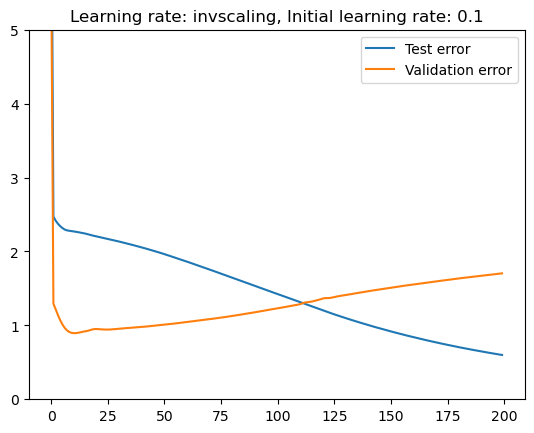 Learning rate: invscaling, Initial learning rate: 0.1
Test error
Validation error
5
4
3
2
1
0
0 25 50 75 100 125 150 175 200